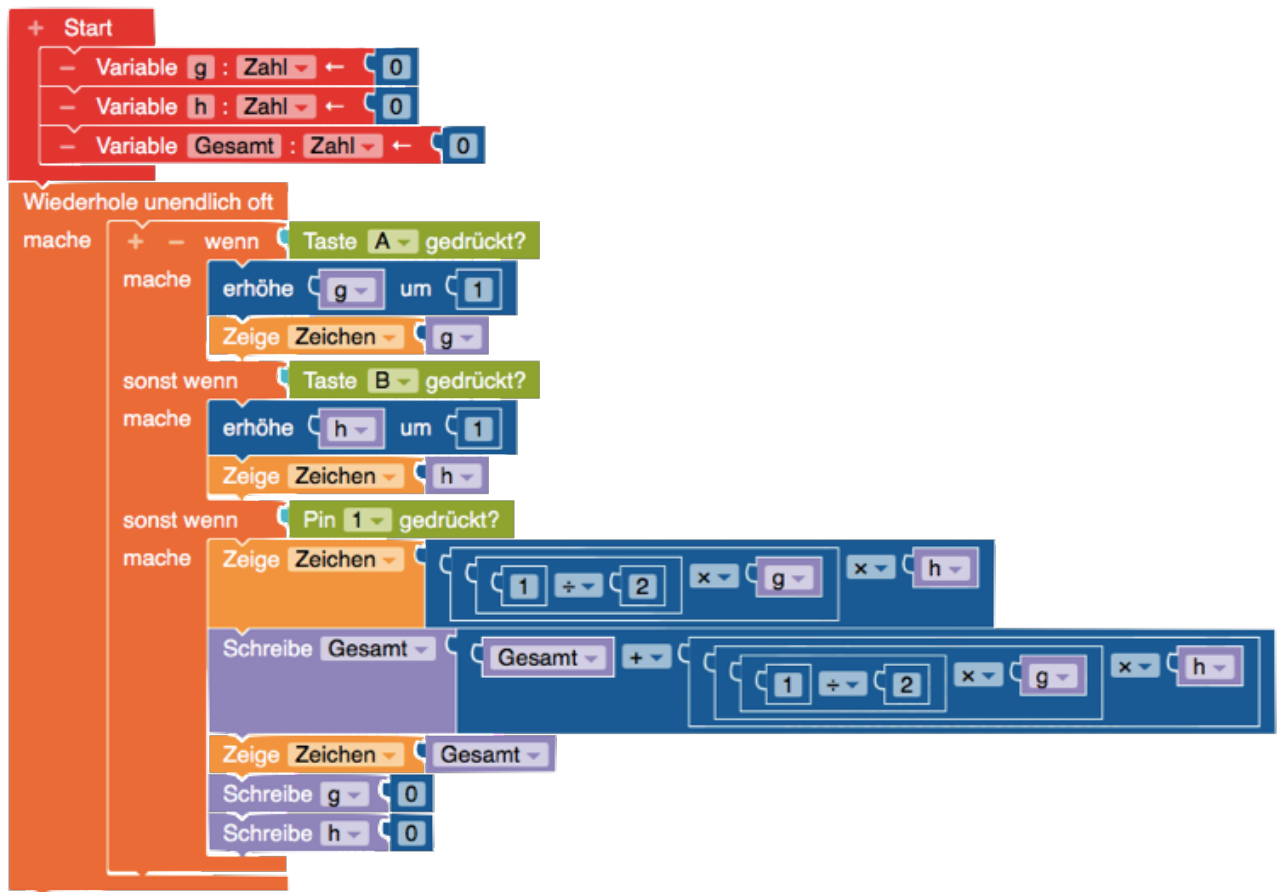 + Start
− Variable g : Zahl ← 0
− Variable h : Zahl ← 0
− Variable Gesamt : Zahl ← 0
Wiederhole unendlich oft
mache + − wenn Taste A gedrückt?
mache erhöhe g um 1
Zeige Zeichen g
sonst wenn Taste B gedrückt?
mache erhöhe h um 1
Zeige Zeichen h
sonst wenn Pin 1 gedrückt?
mache Zeige Zeichen 1 ÷ 2 × g × h
Schreibe Gesamt Gesamt + 1 ÷ 2 × g × h
Zeige Zeichen Gesamt
Schreibe g 0
Schreibe h 0